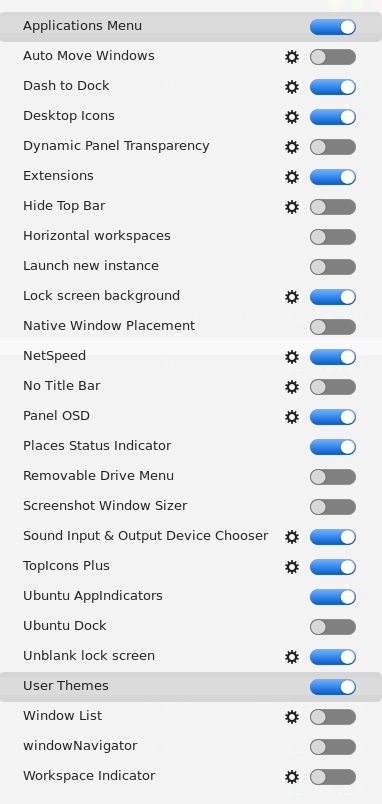 Applications Menu
Auto Move Windows
Dash to Dock
Desktop Icons
Dynamic Panel Transparency
Extensions
Hide Top Bar
Horizontal workspaces
Launch new instance
Lock screen background
Native Window Placement
NetSpeed
No Title Bar
Panel OSD
Places Status Indicator
Removable Drive Menu
Screenshot Window Sizer
Sound Input & Output Device Chooser
TopIcons Plus
Ubuntu AppIndicators
Ubuntu Dock
Unblank lock screen
User Themes
Window List
windowNavigator
Workspace Indicator